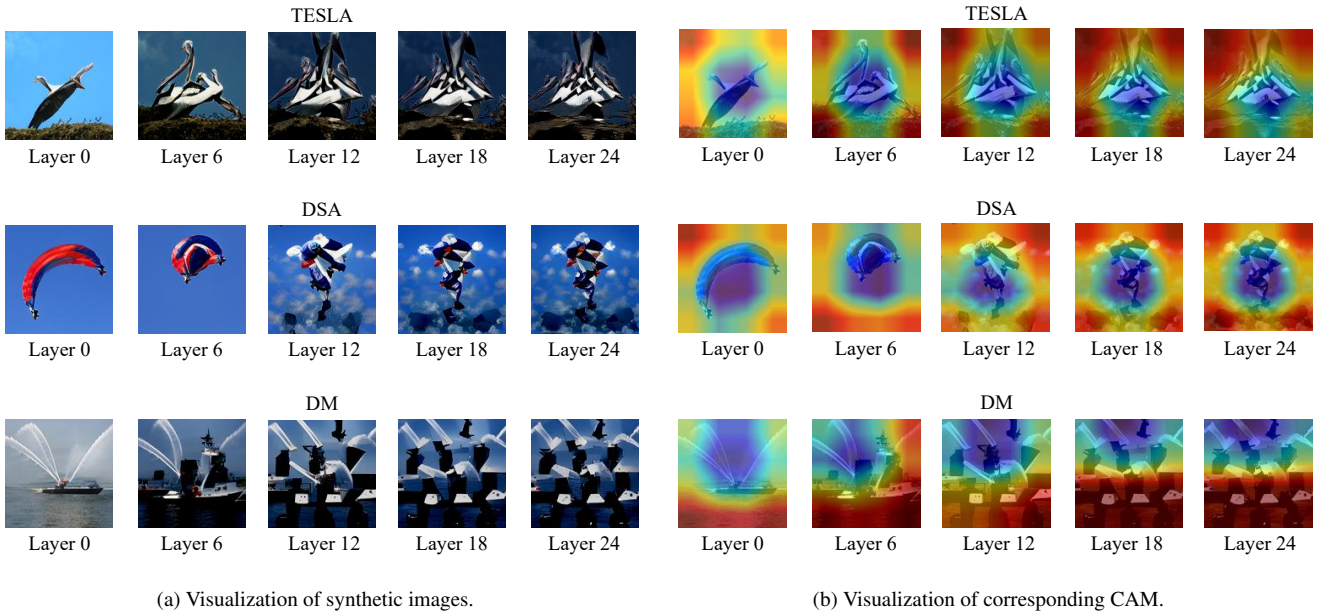 TESLA
Layer 0 Layer 6 Layer 12 Layer 18 Layer 24
DSA
Layer 0 Layer 6 Layer 12 Layer 18 Layer 24
DM
Layer 0 Layer 6 Layer 12 Layer 18 Layer 24
(a) Visualization of synthetic images.
TESLA
Layer 0 Layer 6 Layer 12 Layer 18 Layer 24
DSA
Layer 0 Layer 6 Layer 12 Layer 18 Layer 24
DM
Layer 0 Layer 6 Layer 12 Layer 18 Layer 24
(b) Visualization of corresponding CAM.